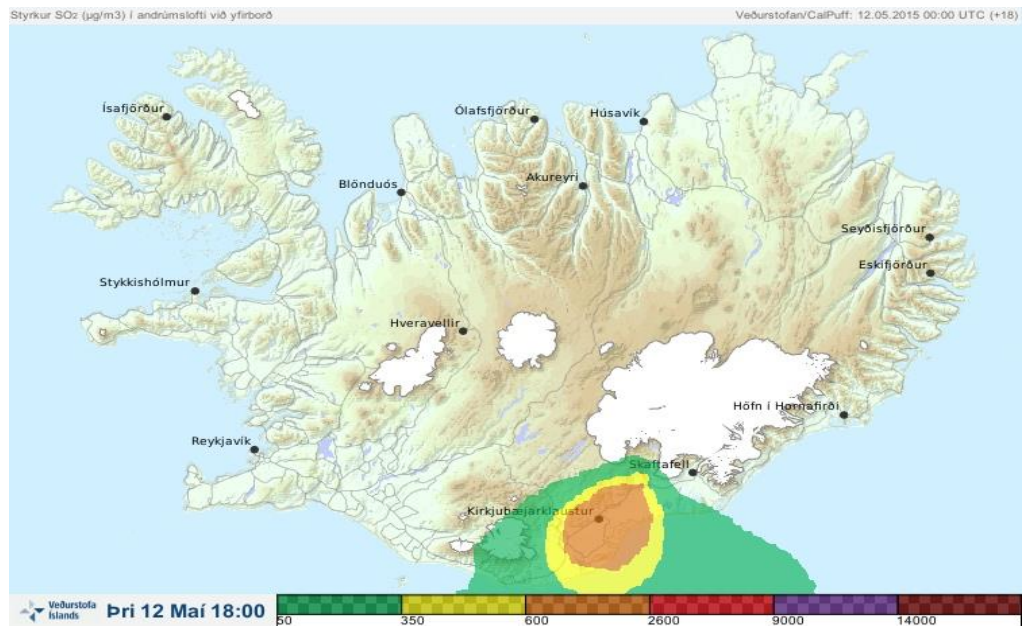 Styrkur SO2 (µg/m3) í andrúmslofti við yfirborð
Veðurstofan/CalPuff: 12.05.2015 00:00 UTC (+18)
Ísafjörður
Ólafsfjörður
Húsavík
Blönduós
Akureyri
Seyðisfjörður
Eskifjörður
Stykkishólmur
Hveravellir
Höfn í Hornafirði
Reykjavík
Skaftafell
Kirkjubæjarklaustur
Veðurstofa
Íslands
Þri 12 Maí 18:00
50 350 600 2600 9000 14000